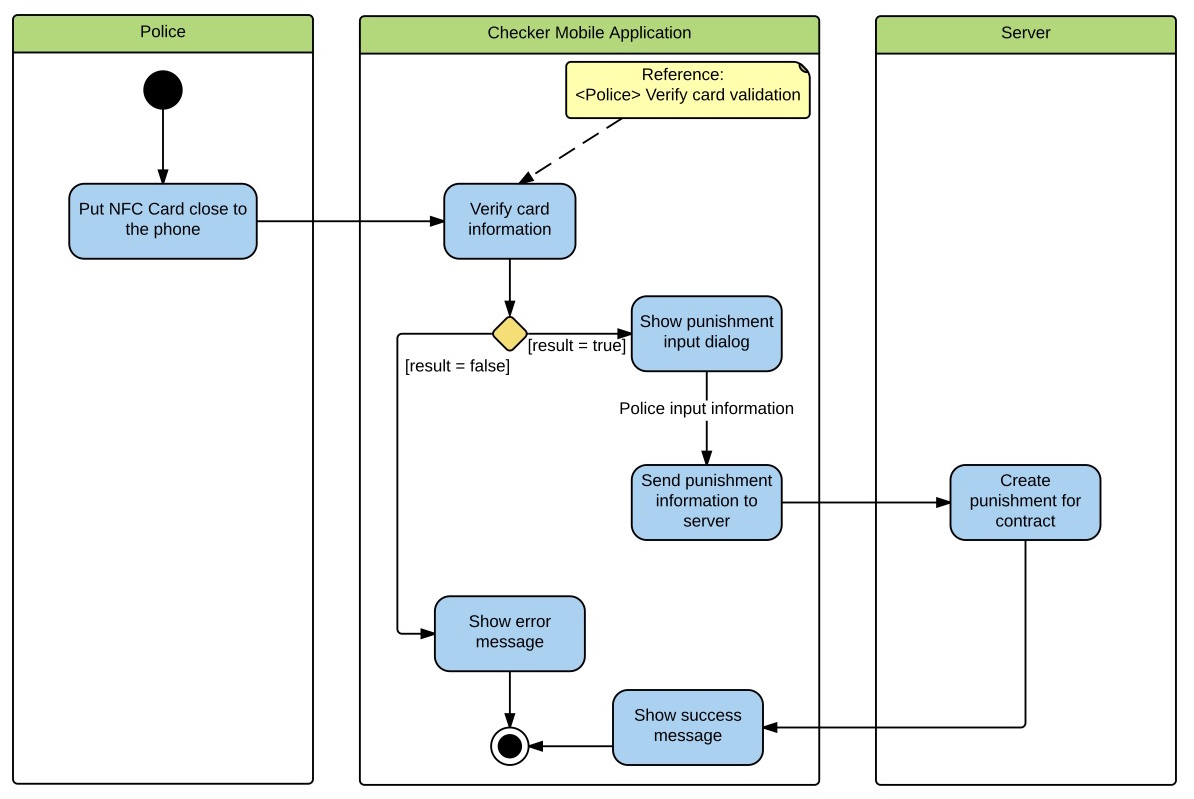 Police
Checker Mobile Application
Server
Reference:
<Police> Verify card validation
Put NFC Card close to
the phone
Verify card
information
Show punishment
input dialog
[result = true]
[result = false]
Police input information
Send punishment
information to
server
Create
punishment for
contract
Show error
message
Show success
message